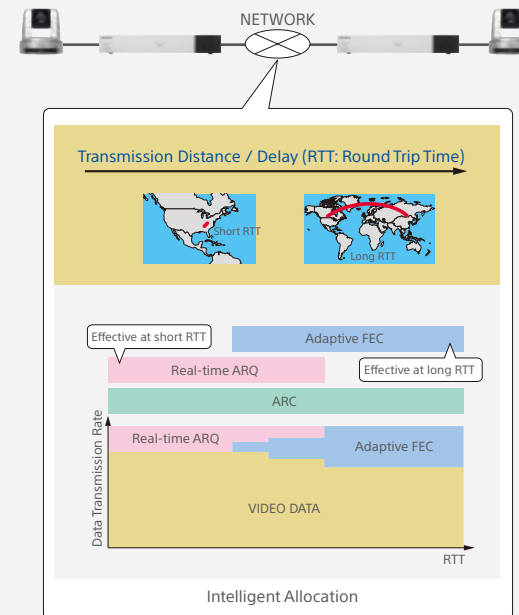 NETWORK
Transmission Distance / Delay (RTT: Round Trip Time)
Short RTT
Long RTT
Effective at short RTT
Adaptive FEC
Real-time ARQ
Effective at long RTT
ARC
Data Transmission Rate
Real-time ARQ
Adaptive FEC
VIDEO DATA
RTT
Intelligent Allocation